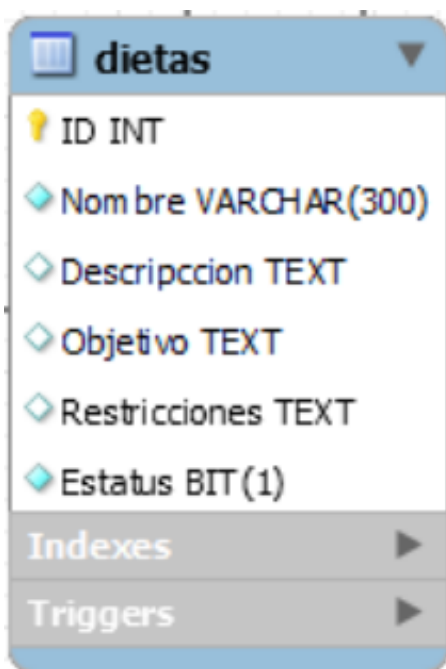 dietas
ID INT
Nombre VARCHAR(300)
Descripccion TEXT
Objetivo TEXT
Restricciones TEXT
Estatus BIT(1)
Indexes
Triggers